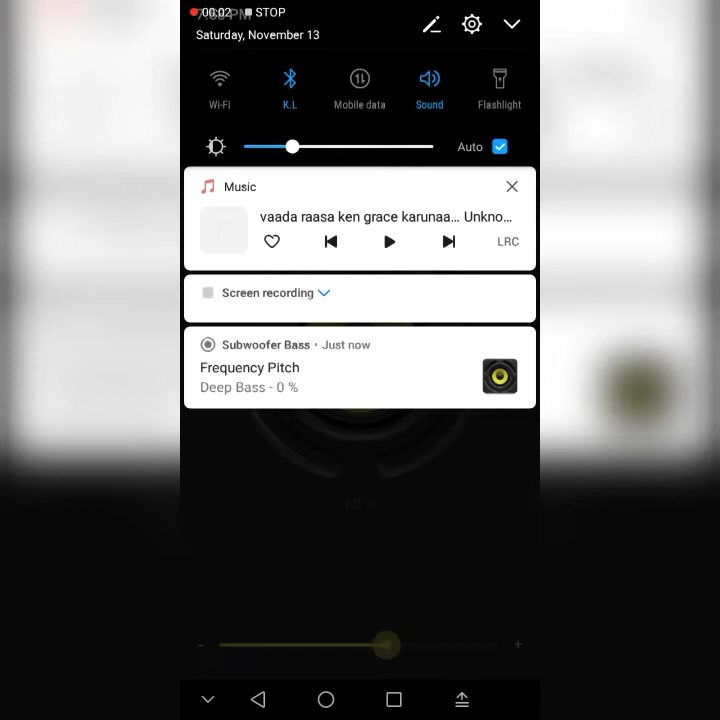 00:02 STOP
Saturday, November 13
Wi-Fi K.L Mobile data Sound Flashlight
Auto
Music
vaada raasa ken grace karunaa... Unkno...
LRC
Screen recording
Subwoofer Bass • Just now
Frequency Pitch
Deep Bass - 0 %